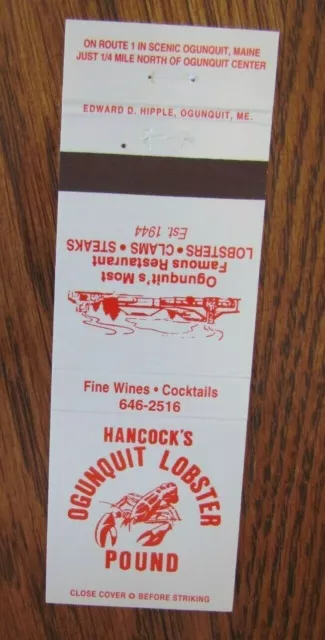 ON ROUTE 1 IN SCENIC OGUNQUIT, MAINE
JUST 1/4 MILE NORTH OF OGUNQUIT CENTER
EDWARD D. HIPPLE, OGUNQUIT, ME.
Ogunquit's Most
Famous Restaurant
LOBSTERS • CLAMS • STEAKS
Est. 1944
Fine Wines • Cocktails
646-2516
HANCOCK'S
OGUNQUIT LOBSTER
POUND
CLOSE COVER BEFORE STRIKING